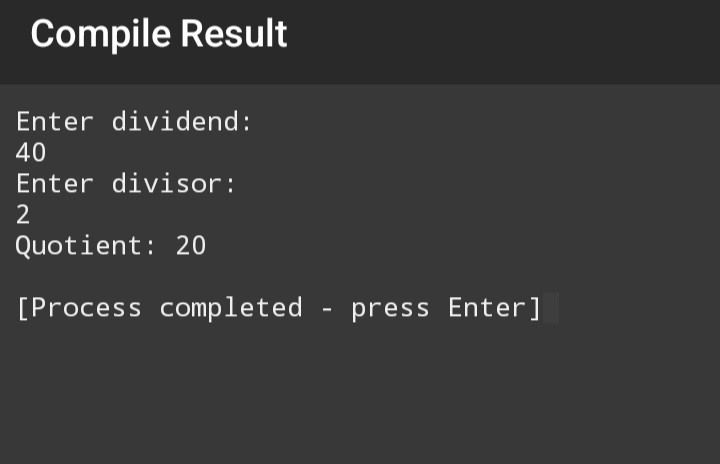 Compile Result
Enter dividend:
40
Enter divisor:
2
Quotient: 20
[Process completed - press Enter]